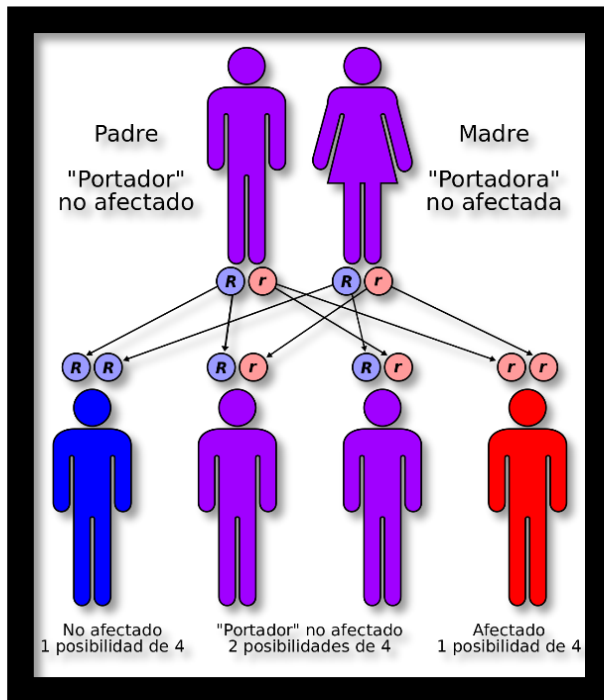 Padre
"Portador"
no afectado
Madre
"Portadora"
no afectada
R r R r
R R R r R r r r
No afectado
1 posibilidad de 4
"Portador" no afectado
2 posibilidades de 4
Afectado
1 posibilidad de 4